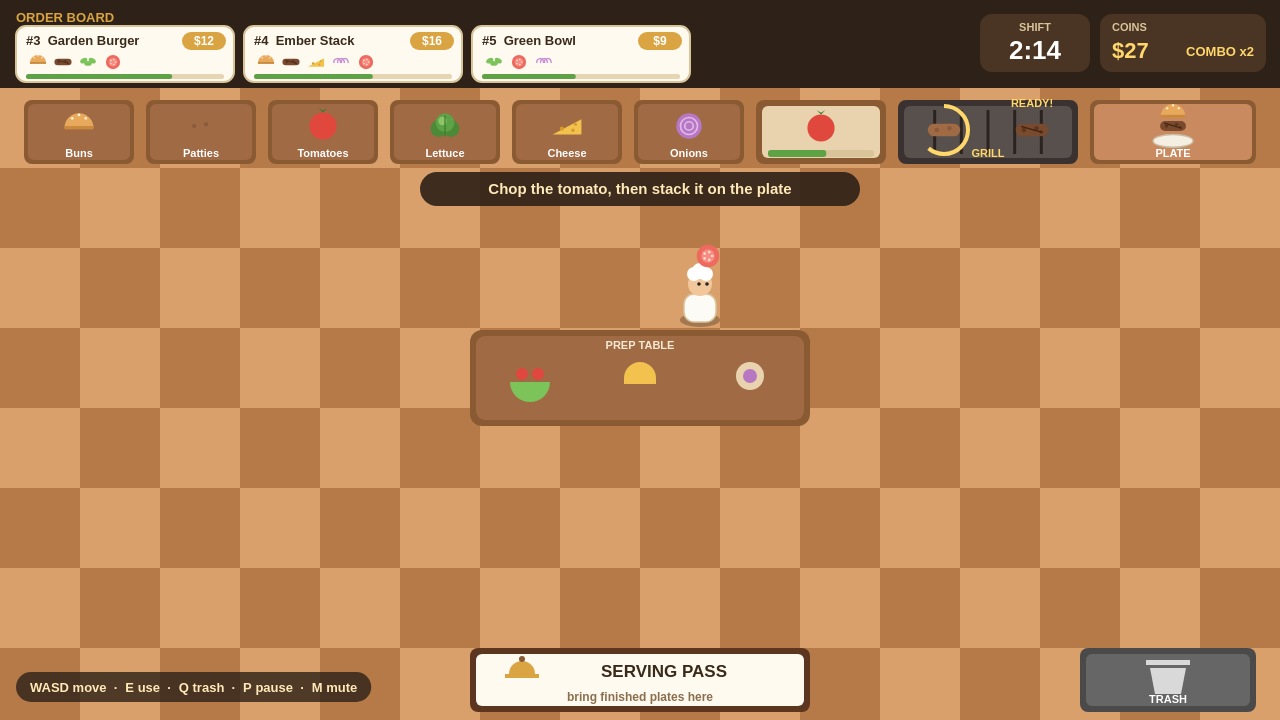 ORDER BOARD
#3 Garden Burger $12
#4 Ember Stack $16
#5 Green Bowl $9
SHIFT
2:14
COINS
$27 COMBO x2
Buns
Patties
Tomatoes
Lettuce
Cheese
Onions
READY!
GRILL
PLATE
Chop the tomato, then stack it on the plate
PREP TABLE
SERVING PASS
bring finished plates here
WASD move · E use · Q trash · P pause · M mute
TRASH